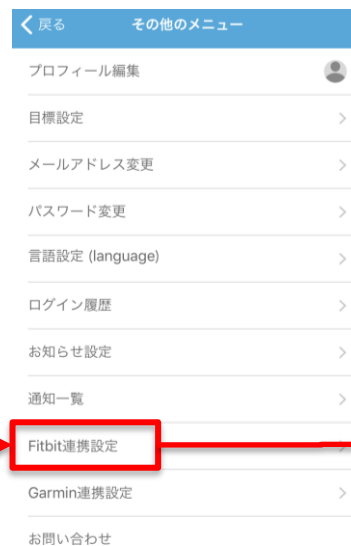 戻る その他のメニュー
プロフィール編集
目標設定
メールアドレス変更
パスワード変更
言語設定 (language)
ログイン履歴
お知らせ設定
通知一覧
Fitbit連携設定
Garmin連携設定
お問い合わせ